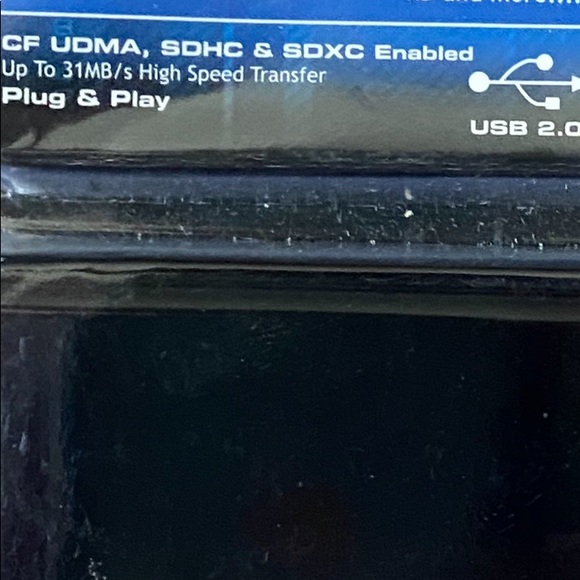 CF UDMA, SDHC & SDXC Enabled
Up To 31MB/s High Speed Transfer
Plug & Play
USB 2.0